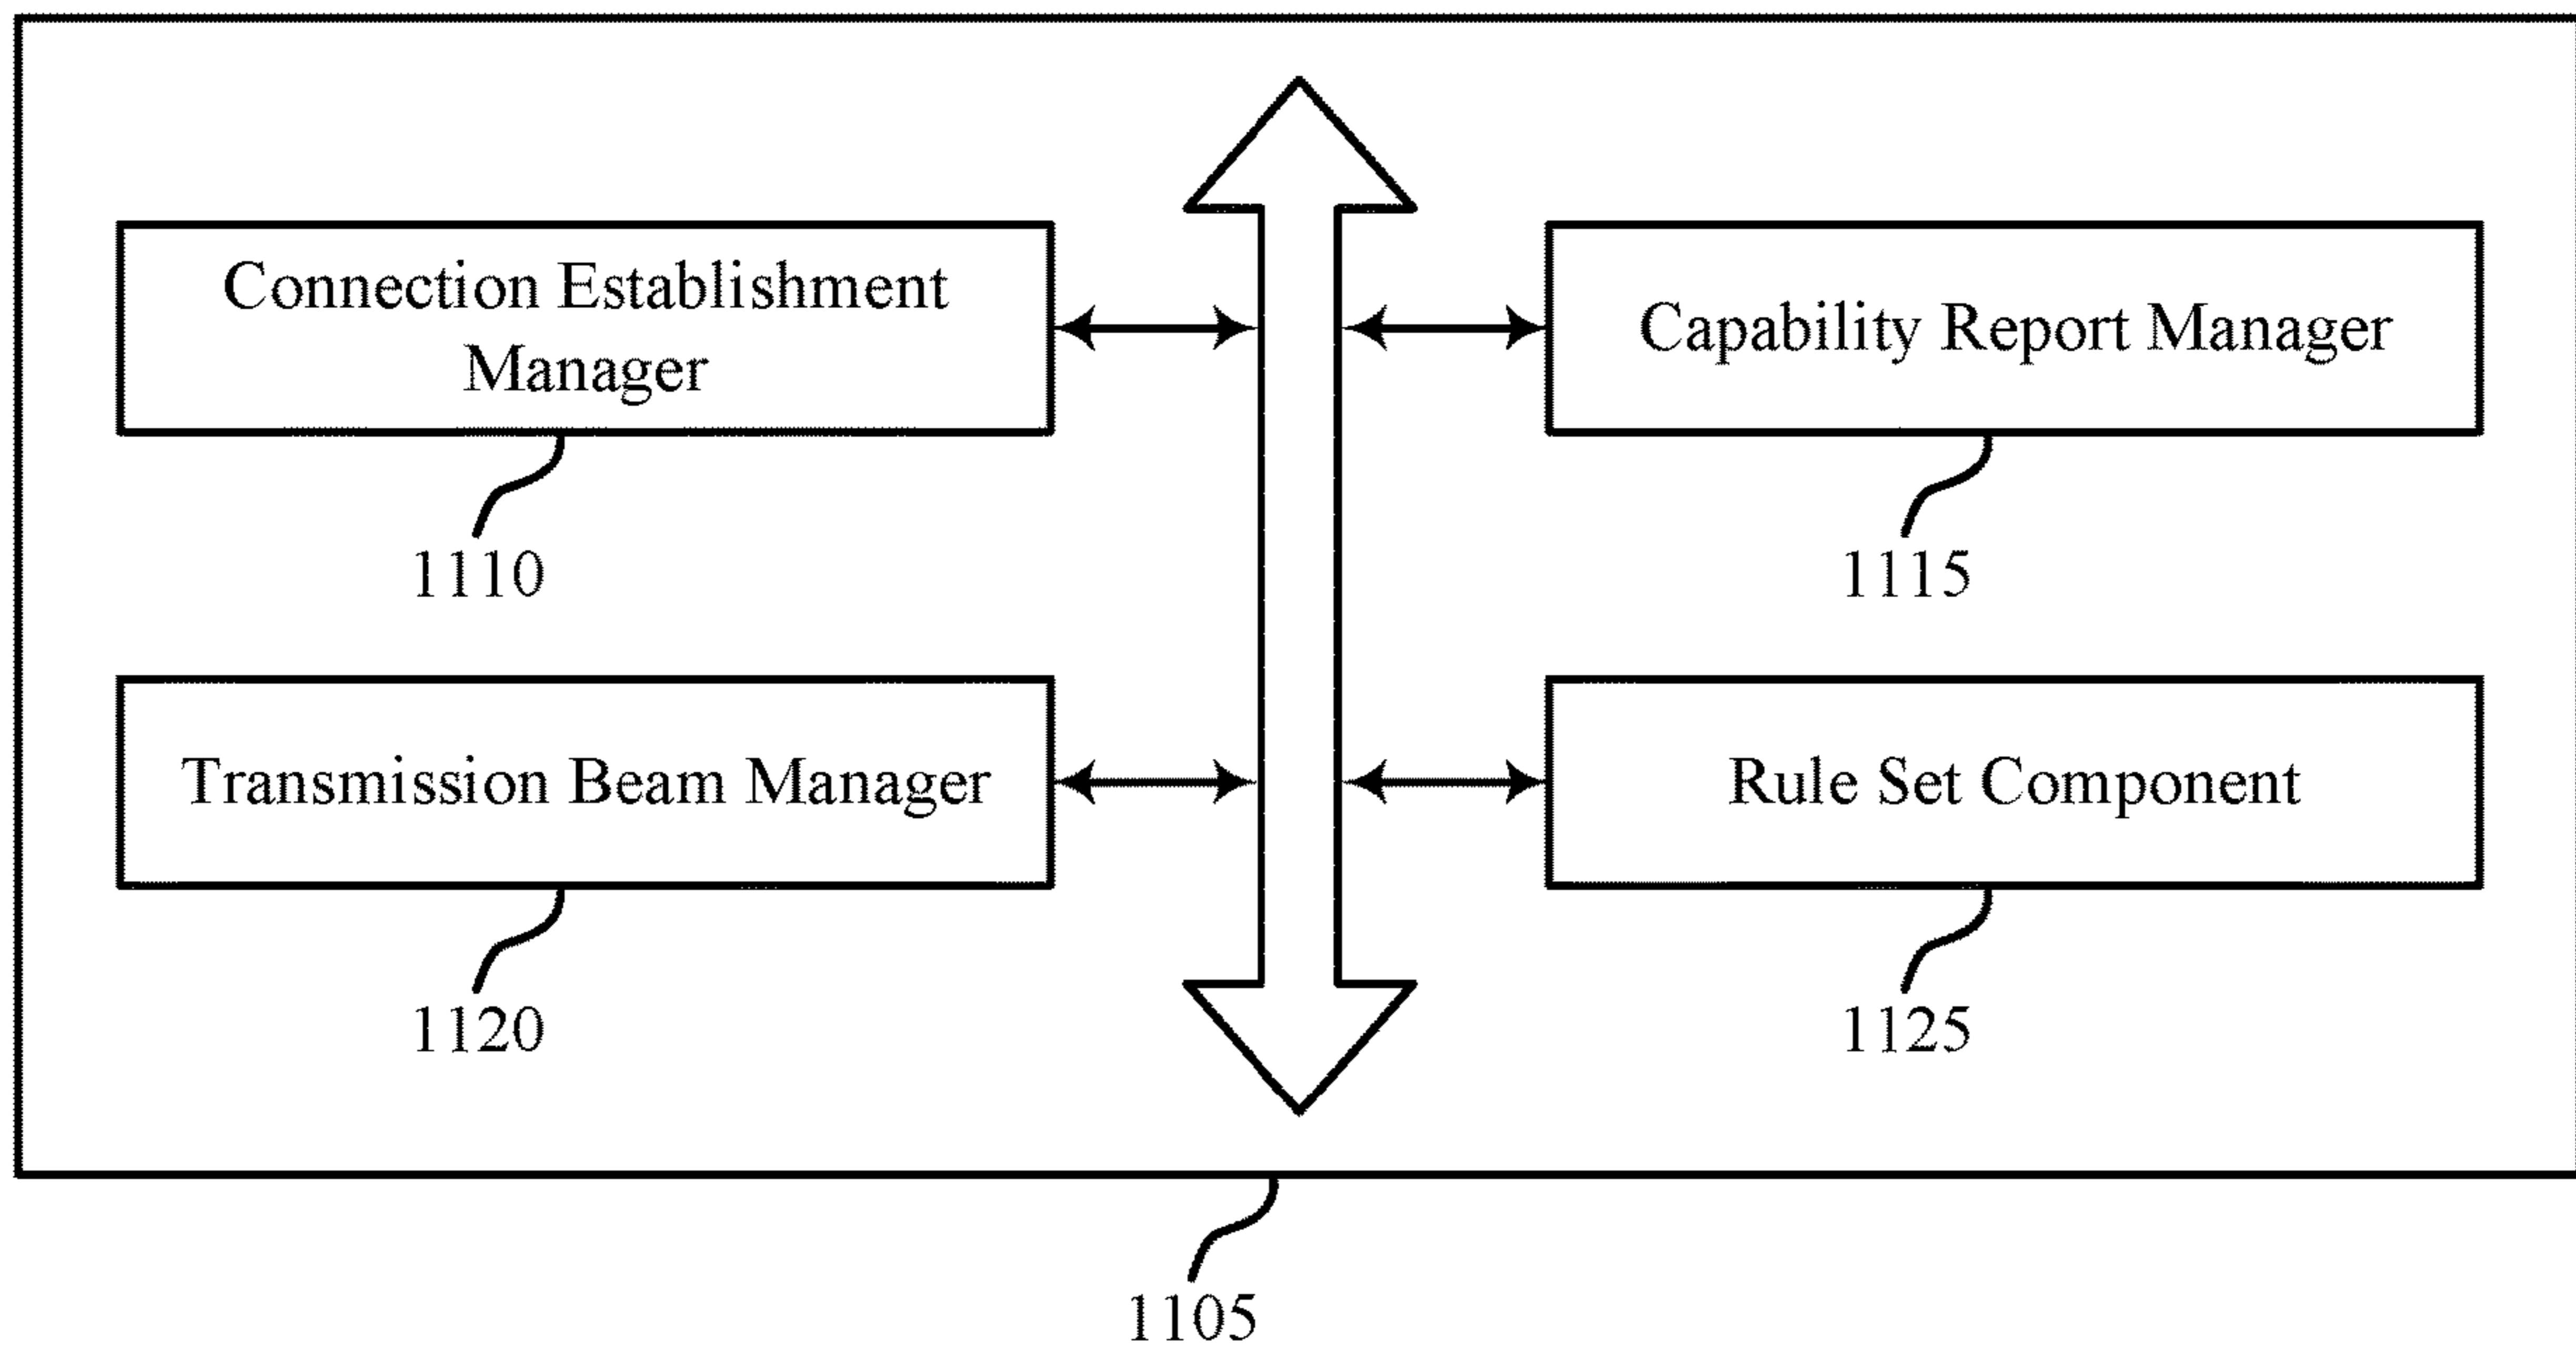 Connection Establishment
Manager
Capability Report Manager
1110
1115
Transmission Beam Manager
Rule Set Component
1120
1125
1105